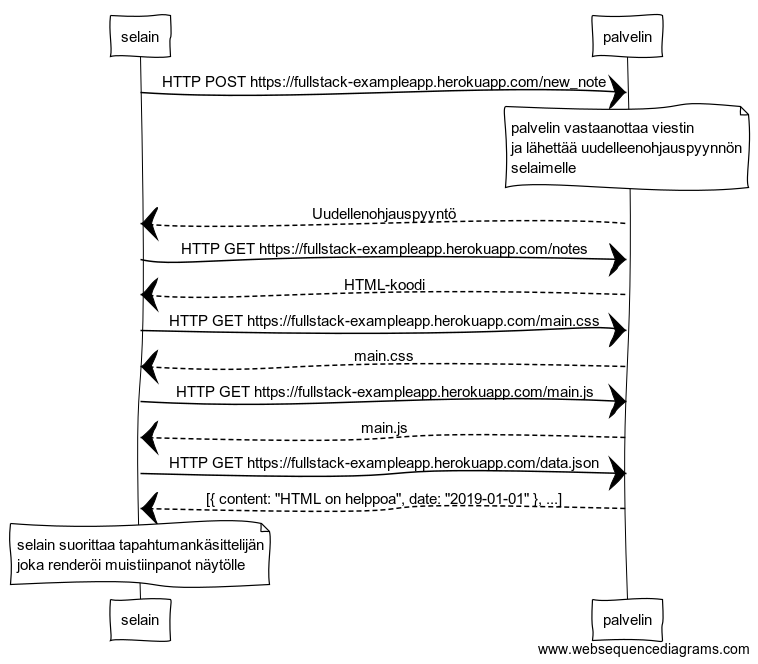 selain
palvelin
HTTP POST https://fullstack-exampleapp.herokuapp.com/new_note
palvelin vastaanottaa viestin
ja lähettää uudelleenohjauspyynnön
selaimelle
Uudellenohjauspyyntö
HTTP GET https://fullstack-exampleapp.herokuapp.com/notes
HTML-koodi
HTTP GET https://fullstack-exampleapp.herokuapp.com/main.css
main.css
HTTP GET https://fullstack-exampleapp.herokuapp.com/main.js
main.js
HTTP GET https://fullstack-exampleapp.herokuapp.com/data.json
[{ content: "HTML on helppoa", date: "2019-01-01" }, ...]
selain suorittaa tapahtumankäsittelijän
joka renderöi muistiinpanot näytölle
selain
palvelin
www.websequencediagrams.com